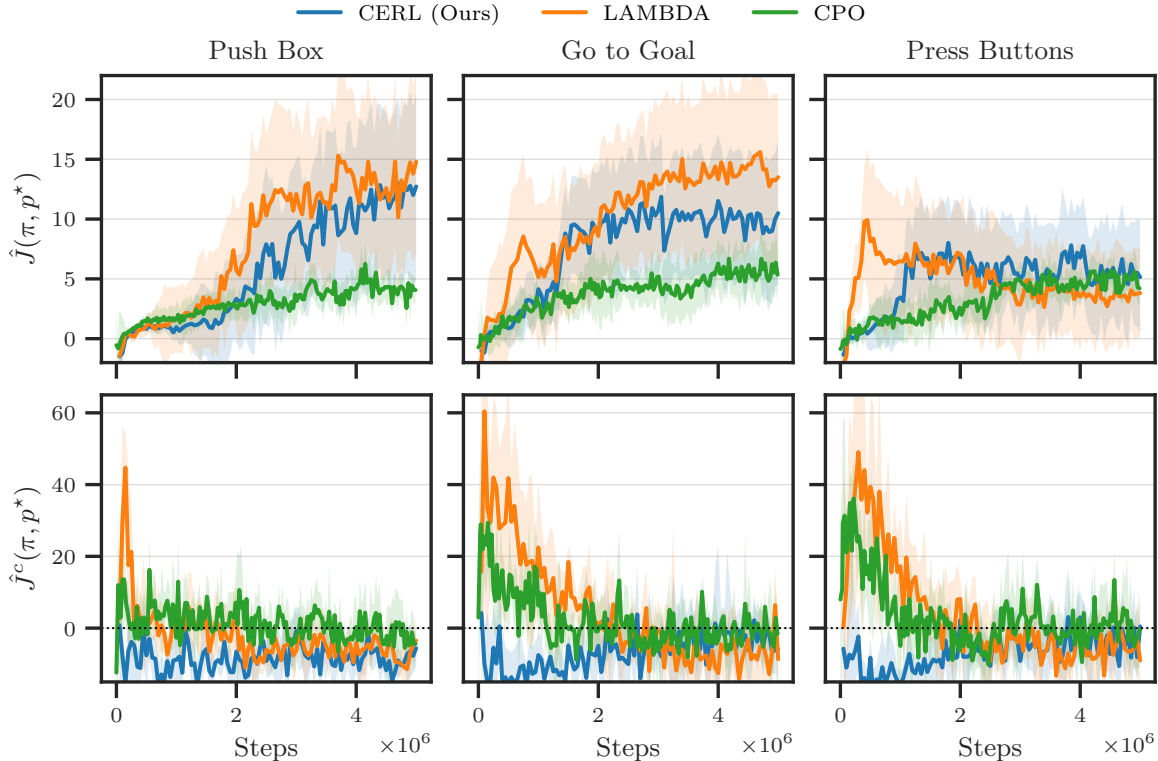 CERL (Ours) LAMBDA CPO
Push Box Go to Goal Press Buttons
20
15
10
5
0
Ĵ(π, p⋆)
60
40
20
0
Ĵᶜ(π, p⋆)
0 2 4 0 2 4 0 2 4
Steps ×10⁶ Steps ×10⁶ Steps ×10⁶